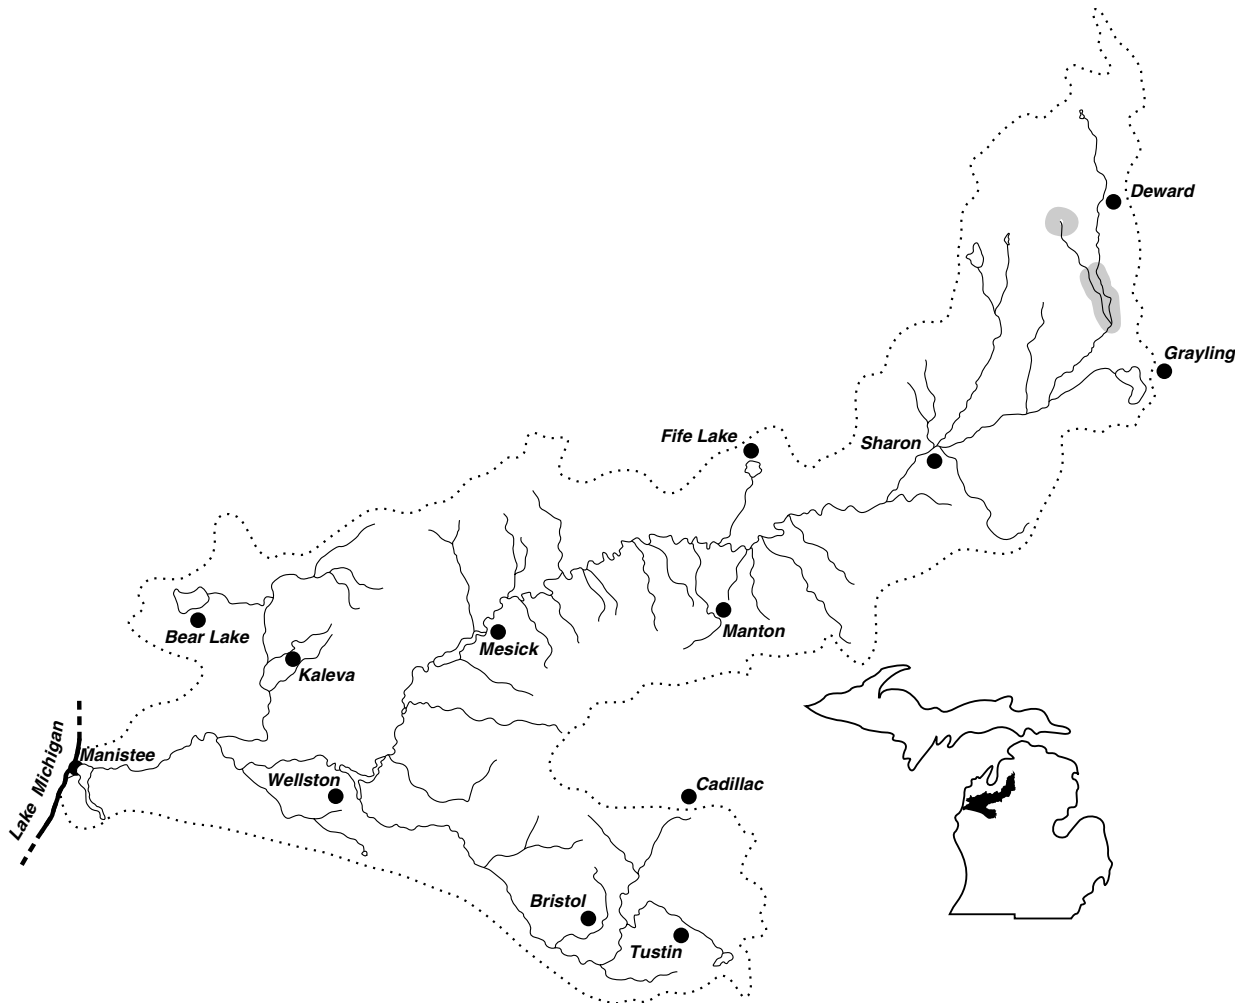 Deward
Grayling
Fife Lake
Sharon
Bear Lake
Mesick
Manton
Kaleva
Lake Michigan
Manistee
Wellston
Cadillac
Bristol
Tustin